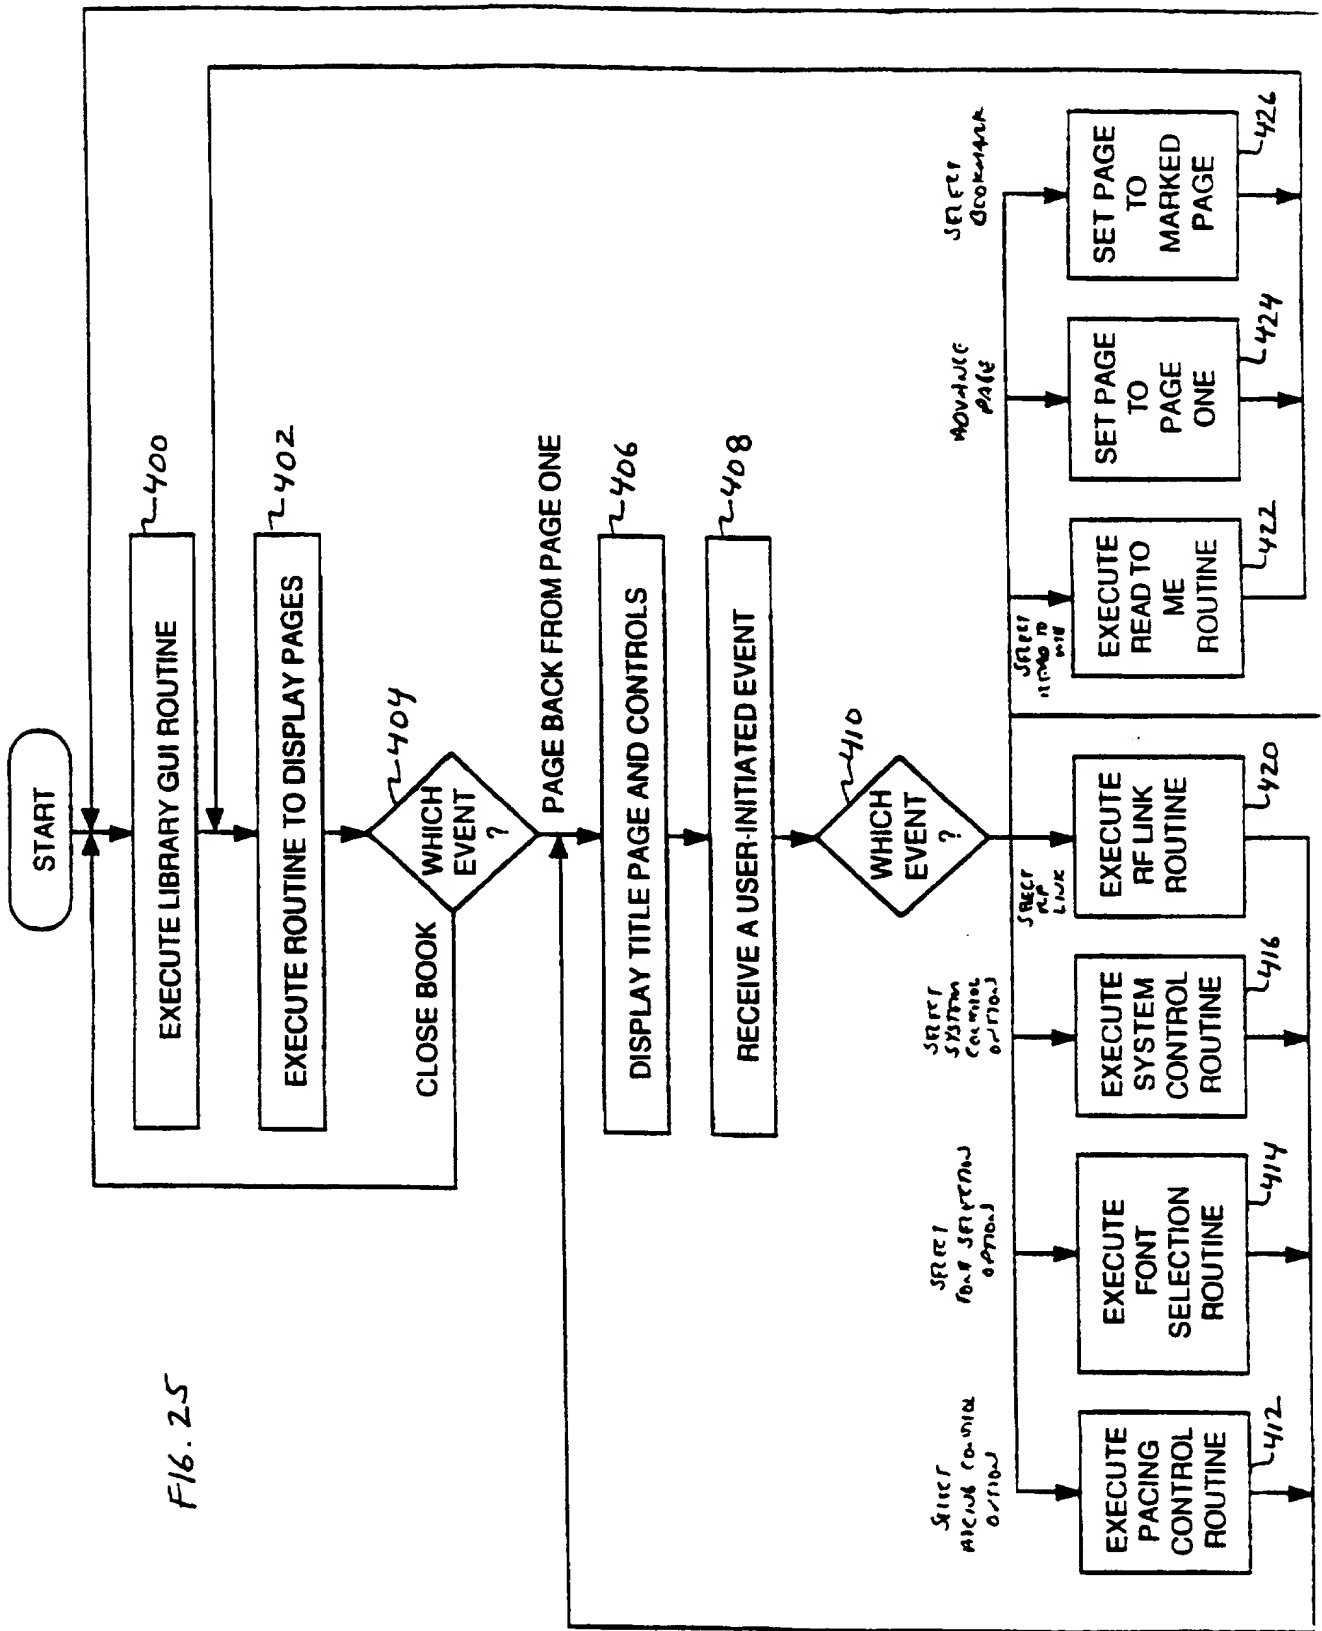 START
EXECUTE LIBRARY GUI ROUTINE
400
EXECUTE ROUTINE TO DISPLAY PAGES
402
WHICH
EVENT
?
404
CLOSE BOOK
PAGE BACK FROM PAGE ONE
DISPLAY TITLE PAGE AND CONTROLS
406
RECEIVE A USER-INITIATED EVENT
408
WHICH
EVENT
?
410
SELECT
PACING CONTROL
OPTION
EXECUTE
PACING
CONTROL
ROUTINE
412
SELECT
FONT SELECTION
OPTION
EXECUTE
FONT
SELECTION
ROUTINE
414
SELECT
SYSTEM
CONTROL
OPTION
EXECUTE
SYSTEM
CONTROL
ROUTINE
416
SELECT
RF
LINK
EXECUTE
RF LINK
ROUTINE
420
SELECT
READ TO
ME
EXECUTE
READ TO
ME
ROUTINE
422
ADVANCE
PAGE
SET PAGE
TO
PAGE
ONE
424
SELECT
BOOKMARK
SET PAGE
TO
MARKED
PAGE
426
FIG. 25